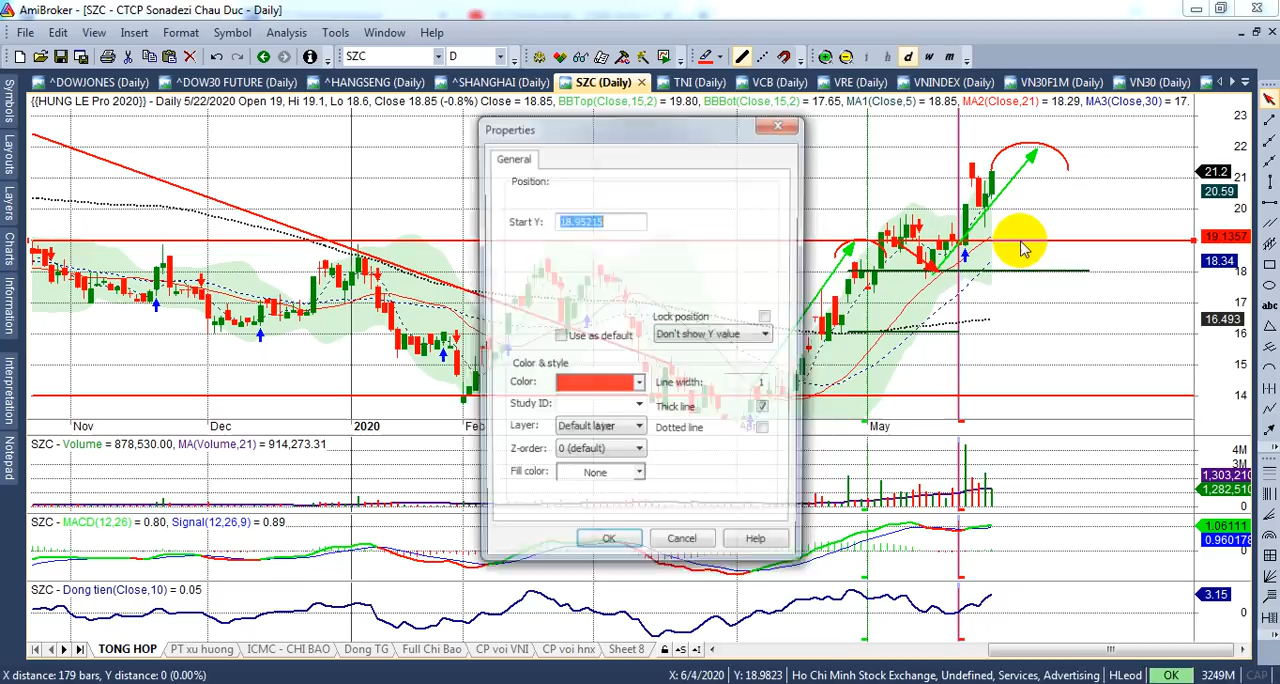 AmiBroker - [SZC - CTCP Sonadezi Chau Duc - Daily]
File Edit View Insert Format Symbol Analysis Tools Window Help
SZC D h d w m
^DOWJONES (Daily) ^DOW30 FUTURE (Daily) ^HANGSENG (Daily) ^SHANGHAI (Daily) SZC (Daily) TNI (Daily) VCB (Daily) VRE (Daily) VNINDEX (Daily) VN30F1M (Daily) VN30 (Daily)
{{HUNG LE Pro 2020}} - Daily 5/22/2020 Open 19, Hi 19.1, Lo 18.6, Close 18.85 (-0.8%) Close = 18.85, BBTop(Close,15,2) = 19.80, BBBot(Close,15,2) = 17.65, MA1(Close,5) = 18.85, MA2(Close,21) = 18.29, MA3(Close,30) = 17.
Symbols
Layouts
Layers
Charts
Information
Interpretation
Notepad
abc
23
22
21.2
21
20.59
20
19.1357
18.34
18
17
16.493
16
15
14
Properties
General
Position:
Start Y: 18.95215
Lock position
Use as default
Don't show Y value
Color & style
Color:
Line width: 1
Study ID:
Thick line
Layer: Default layer
Dotted line
Z-order: 0 (default)
Fill color: None
OK Cancel Help
Nov Dec 2020 Feb May
SZC - Volume = 878,530.00, MA(Volume,21) = 914,273.31
4M
3M
1,303,210
1,282,510
0
SZC - MACD(12,26) = 0.80, Signal(12,26,9) = 0.89
1.06111
0.960178
0
SZC - Dong tien(Close,10) = 0.05
3.15
0
TONG HOP PT xu huong ICMC - CHI BAO Dong TG Full Chi Bao CP voi VNI CP voi hnx Sheet 8
X distance: 179 bars, Y distance: 0 (0.00%) X: 6/4/2020 Y: 18.9823 Ho Chi Minh Stock Exchange, Undefined, Services, Advertising HLeod OK 3249M CAP